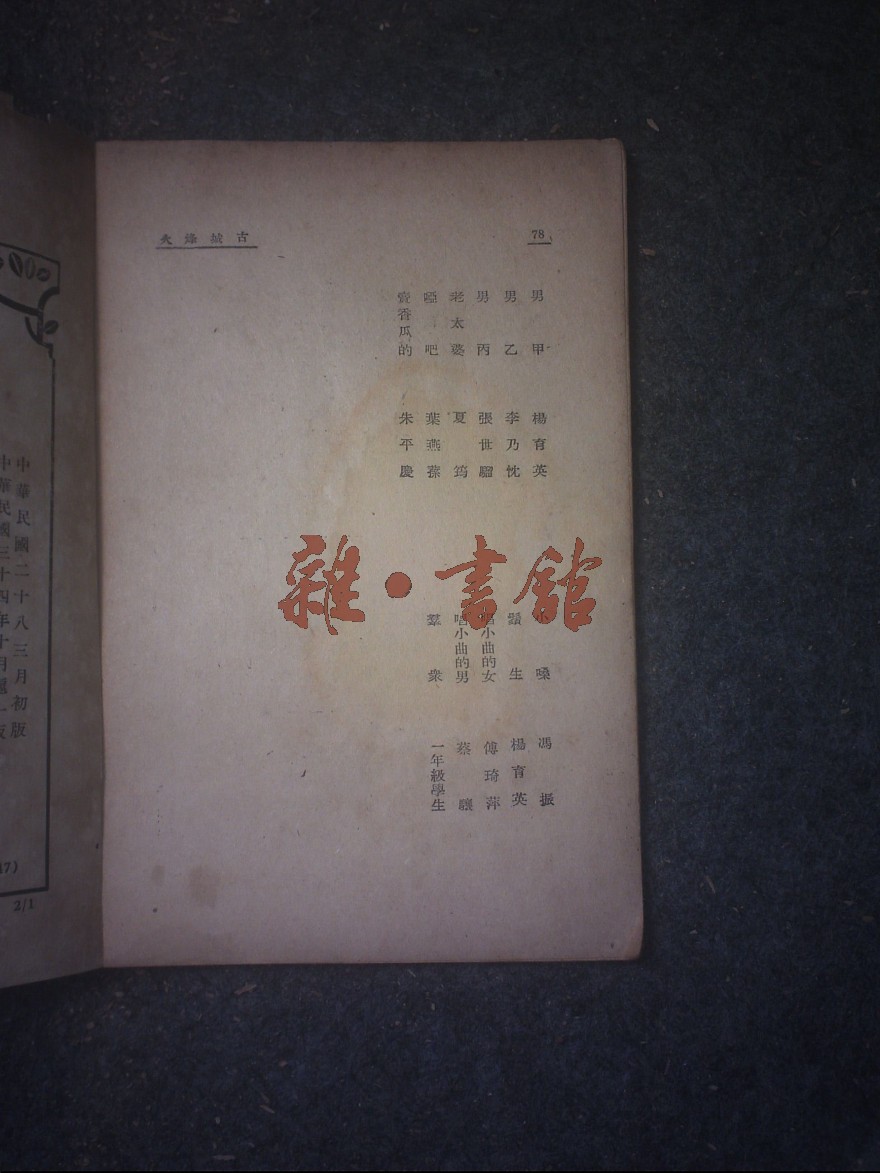 78
古城烽火
男甲 楊育英
男乙 李乃忱
男丙 張世騮
老太婆 夏筠
啞吧 葉燕蓀
賣香瓜的 朱平慶
小嗓 馮振
鬚生 楊育英
唱小曲的女 傅琦萍
唱小曲的男 蔡驤
羣衆 一年級學生
雜·書館
中華民國二十八三月初版
中華民國三十四年十月
2/1